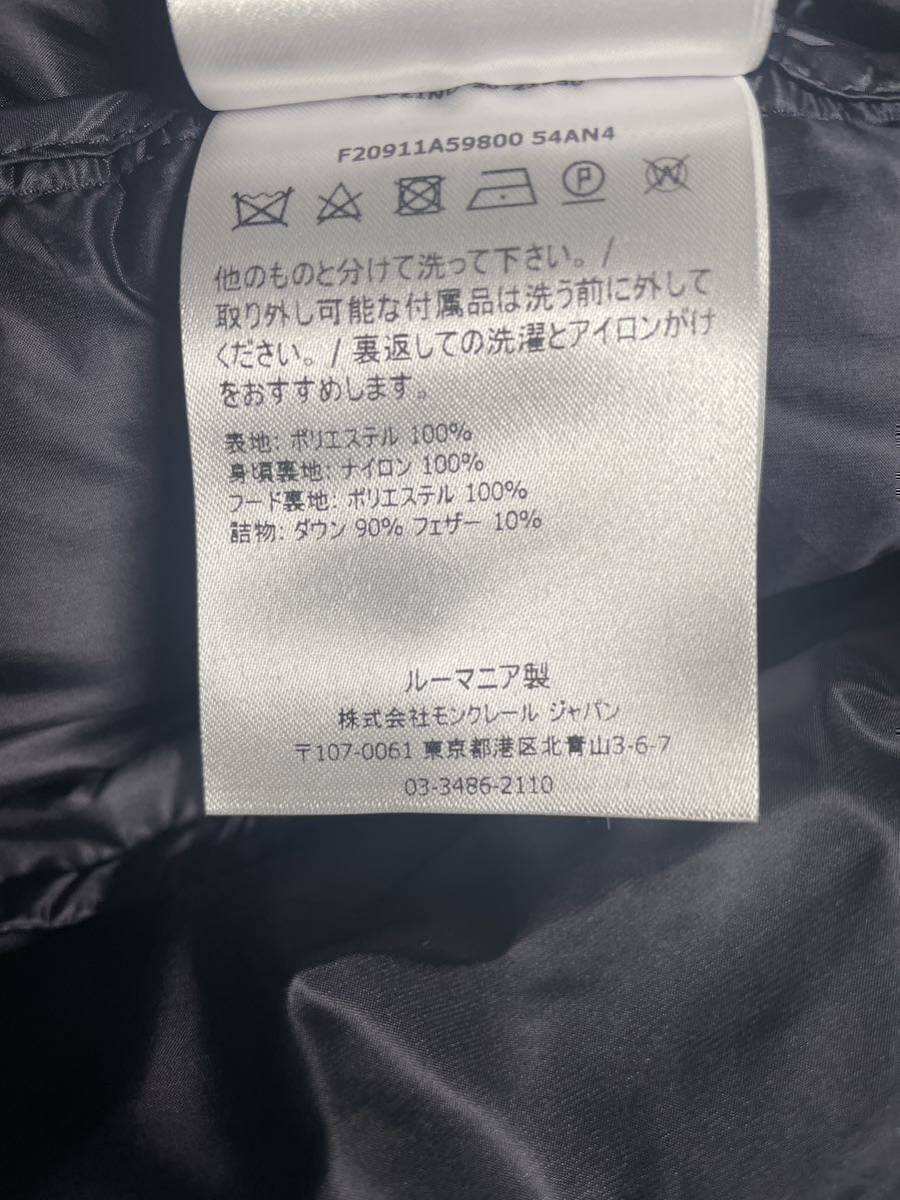 F20911A59800 54AN4
P W
他のものと分けて洗って下さい。/
取り外し可能な付属品は洗う前に外して
ください。/ 裏返しての洗濯とアイロンがけ
をおすすめします。
表地: ポリエステル 100%
身頃裏地: ナイロン 100%
フード裏地: ポリエステル 100%
詰物: ダウン 90% フェザー 10%
ルーマニア製
株式会社モンクレール ジャパン
〒107-0061 東京都港区北青山3-6-7
03-3486-2110